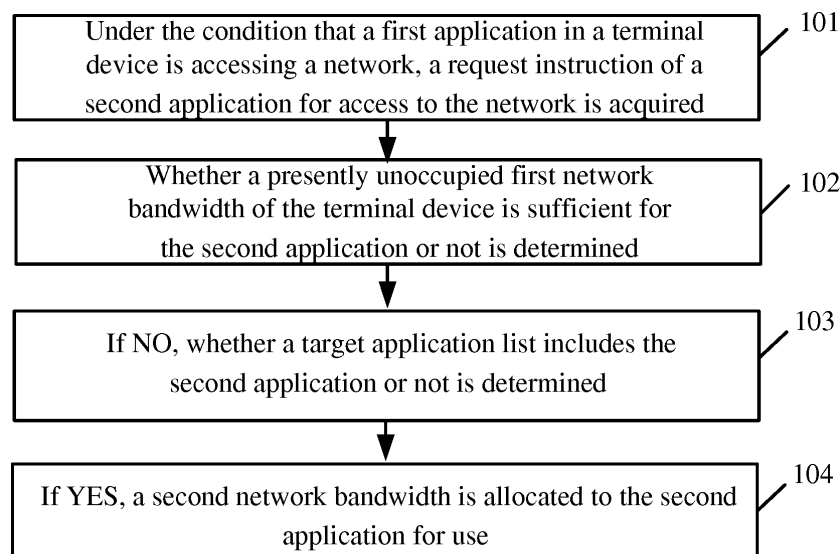 Under the condition that a first application in a terminal
device is accessing a network, a request instruction of a
second application for access to the network is acquired
101
Whether a presently unoccupied first network
bandwidth of the terminal device is sufficient for
the second application or not is determined
102
If NO, whether a target application list includes the
second application or not is determined
103
If YES, a second network bandwidth is allocated to the second
application for use
104